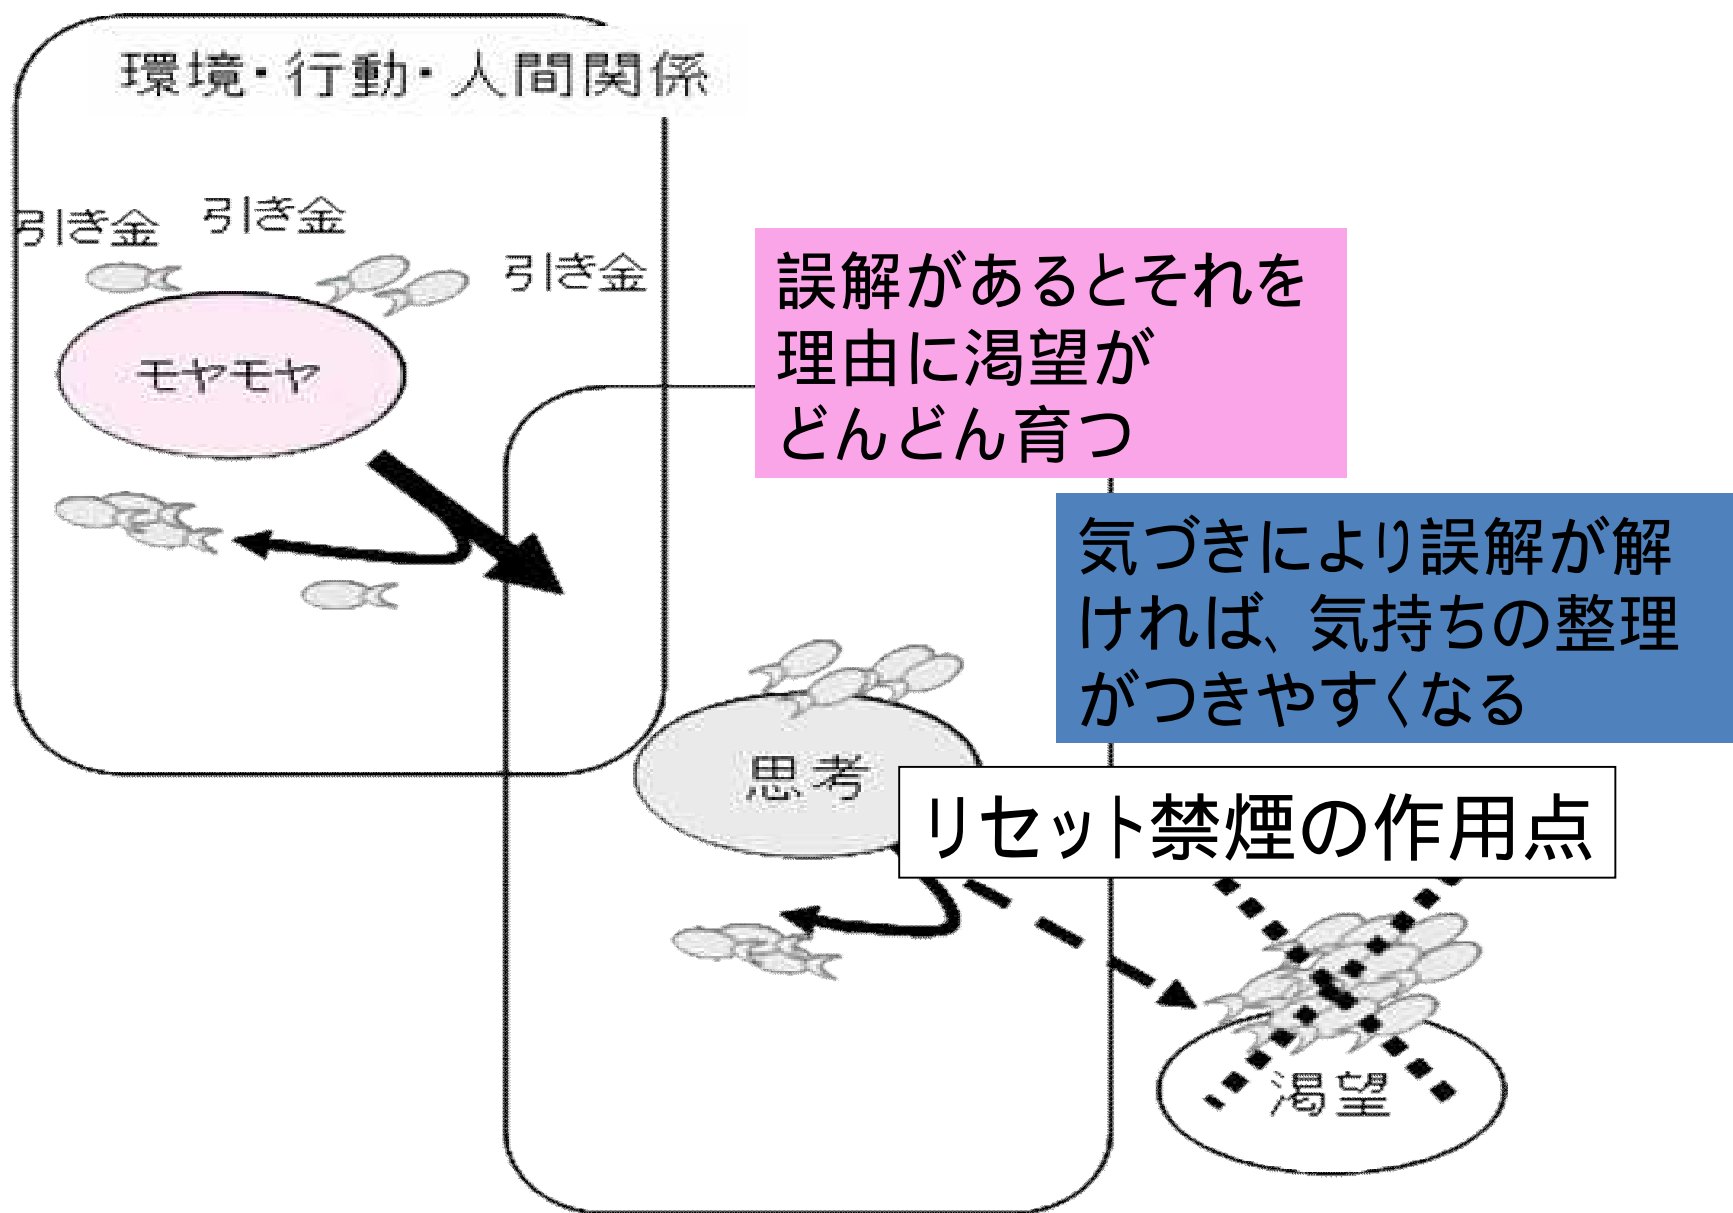 環境・行動・人間関係
引き金
引き金
引き金
モヤモヤ
誤解があるとそれを
理由に渇望が
どんどん育つ
気づきにより誤解が解
ければ、気持ちの整理
がつきやすくなる
思考
リセット禁煙の作用点
渇望